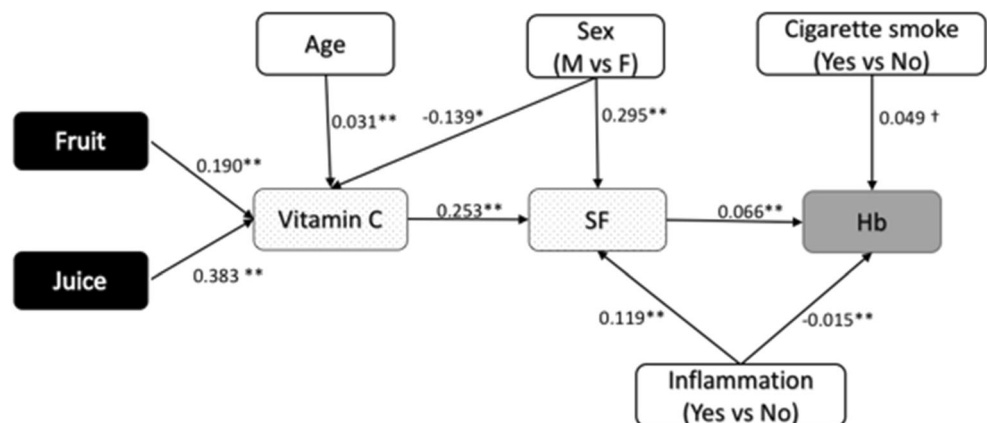 Age
Sex
(M vs F)
Cigarette smoke
(Yes vs No)
0.031**
-0.139*
0.295**
0.049 †
Fruit
0.190**
Vitamin C
0.253**
SF
0.066**
Hb
Juice
0.383 **
0.119**
-0.015**
Inflammation
(Yes vs No)